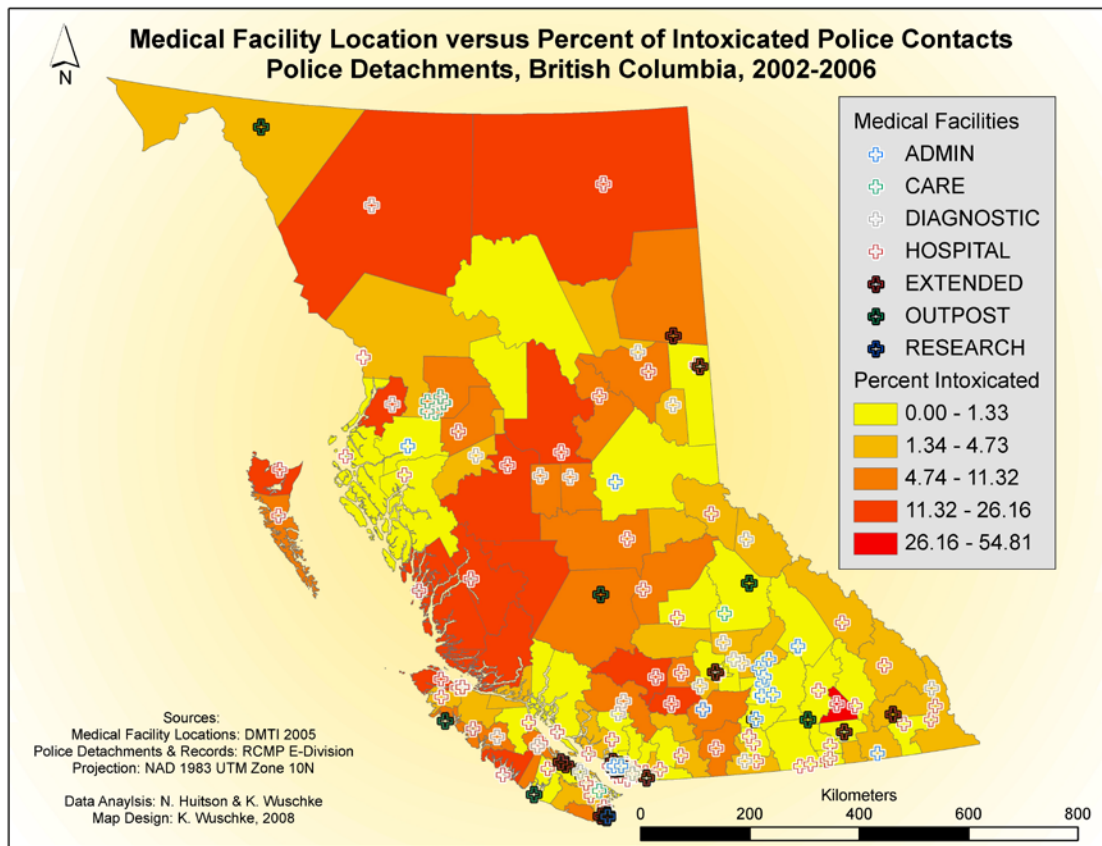 N
Medical Facility Location versus Percent of Intoxicated Police Contacts
Police Detachments, British Columbia, 2002-2006
Medical Facilities
ADMIN
CARE
DIAGNOSTIC
HOSPITAL
EXTENDED
OUTPOST
RESEARCH
Percent Intoxicated
0.00 - 1.33
1.34 - 4.73
4.74 - 11.32
11.32 - 26.16
26.16 - 54.81
Sources:
Medical Facility Locations: DMTI 2005
Police Detachments & Records: RCMP E-Division
Projection: NAD 1983 UTM Zone 10N
Data Anaylsis: N. Huitson & K. Wuschke
Map Design: K. Wuschke, 2008
Kilometers
0 200 400 600 800